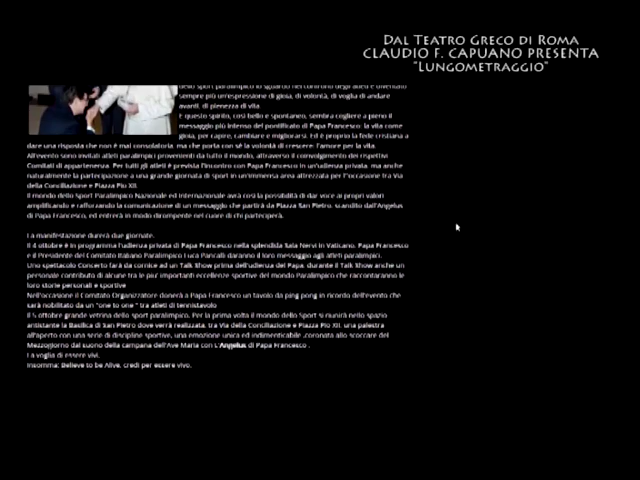 DAL TEATRO GRECO DI ROMA
CLAUDIO F. CAPUANO PRESENTA
"LUNGOMETRAGGIO"
dello sport paralimpico lo sguardo nei confronti degli atleti è diventato
sempre più un'espressione di gioia, di volontà, di voglia di andare
avanti, di pienezza di vita.
E questo spirito, così bello e spontaneo, sembra cogliere a pieno il
messaggio più intenso del pontificato di Papa Francesco: la vita come
gioia, per capire, cambiare e migliorarsi. Ed è proprio la fede cristiana a
dare una risposta che non è mai consolatoria, ma che porta con sé la volontà di crescere: l'amore per la vita.
All'evento sono invitati atleti paralimpici provenienti da tutto il mondo, attraverso il coinvolgimento dei rispettivi
Comitati di appartenenza. Per tutti gli atleti è prevista l'incontro con Papa Francesco in un'udienza privata, ma anche
naturalmente la partecipazione a una grande giornata di sport in un'immensa area attrezzata per l'occasione tra Via
della Conciliazione e Piazza Pio XII.
Il mondo dello Sport Paralimpico Nazionale ed Internazionale avrà così la possibilità di dar voce ai propri valori
amplificando e rafforzando la comunicazione di un messaggio che partirà da Piazza San Pietro, scandito dall'Angelus
di Papa Francesco, ed entrerà in modo dirompente nel cuore di chi parteciperà.
La manifestazione durerà due giornate.
Il 4 ottobre è in programma l'udienza privata di Papa Francesco nella splendida Sala Nervi in Vaticano. Papa Francesco
e il Presidente del Comitato Italiano Paralimpico Luca Pancalli daranno il loro messaggio agli atleti paralimpici.
Uno spettacolo Concerto farà da cornice ad un Talk Show prima dell'udienza del Papa. durante il Talk Show anche un
personale contributo di alcune tra le piu' importanti eccellenze sportive del mondo Paralimpico che racconteranno le
loro storie personali e sportive
Nell'occasione il Comitato Organizzatore donerà a Papa Francesco un tavolo da ping pong in ricordo dell'evento che
sarà nobilitato da un "one to one " tra atleti di tennistavolo
Il 5 ottobre grande vetrina dello sport paralimpico. Per la prima volta il mondo dello Sport si riunirà nello spazio
antistante la Basilica di San Pietro dove verrà realizzata, tra Via della Conciliazione e Piazza Pio XII, una palestra
all'aperto con una serie di discipline sportive, una emozione unica ed indimenticabile .coronata allo scoccare del
Mezzogiorno dal suono della campana dell'Ave Maria con L'Angelus di Papa Francesco .
La voglia di essere vivi.
Insomma: Believe to be Alive, credi per essere vivo.